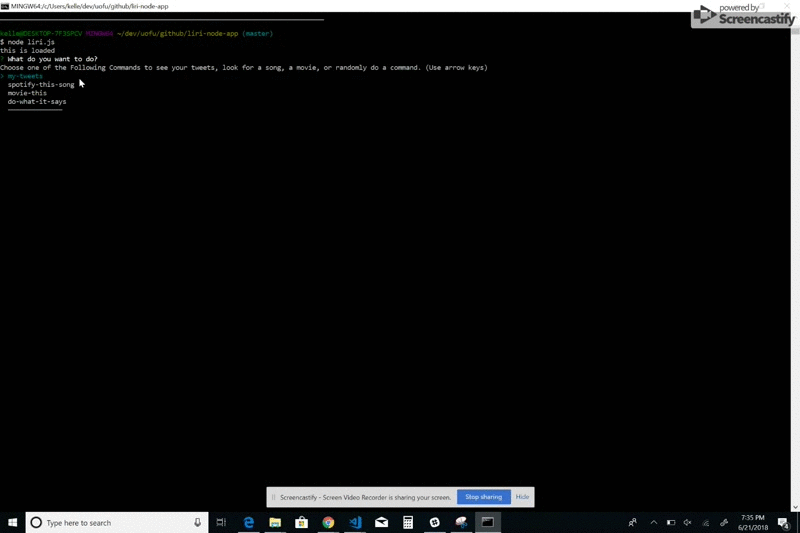 MINGW64:/c/Users/kelle/dev/uofu/github/liri-node-app
powered by
Screencastify
kelle@DESKTOP-7F3SPCV MINGW64 ~/dev/uofu/github/liri-node-app (master)
$ node liri.js
this is loaded
? What do you want to do?
Choose one of the Following Commands to see your tweets, look for a song, a movie, or randomly do a command. (Use arrow keys)
> my-tweets
spotify-this-song
movie-this
do-what-it-says
Screencastify - Screen Video Recorder is sharing your screen. Stop sharing Hide
Type here to search
7:35 PM
6/21/2018
4